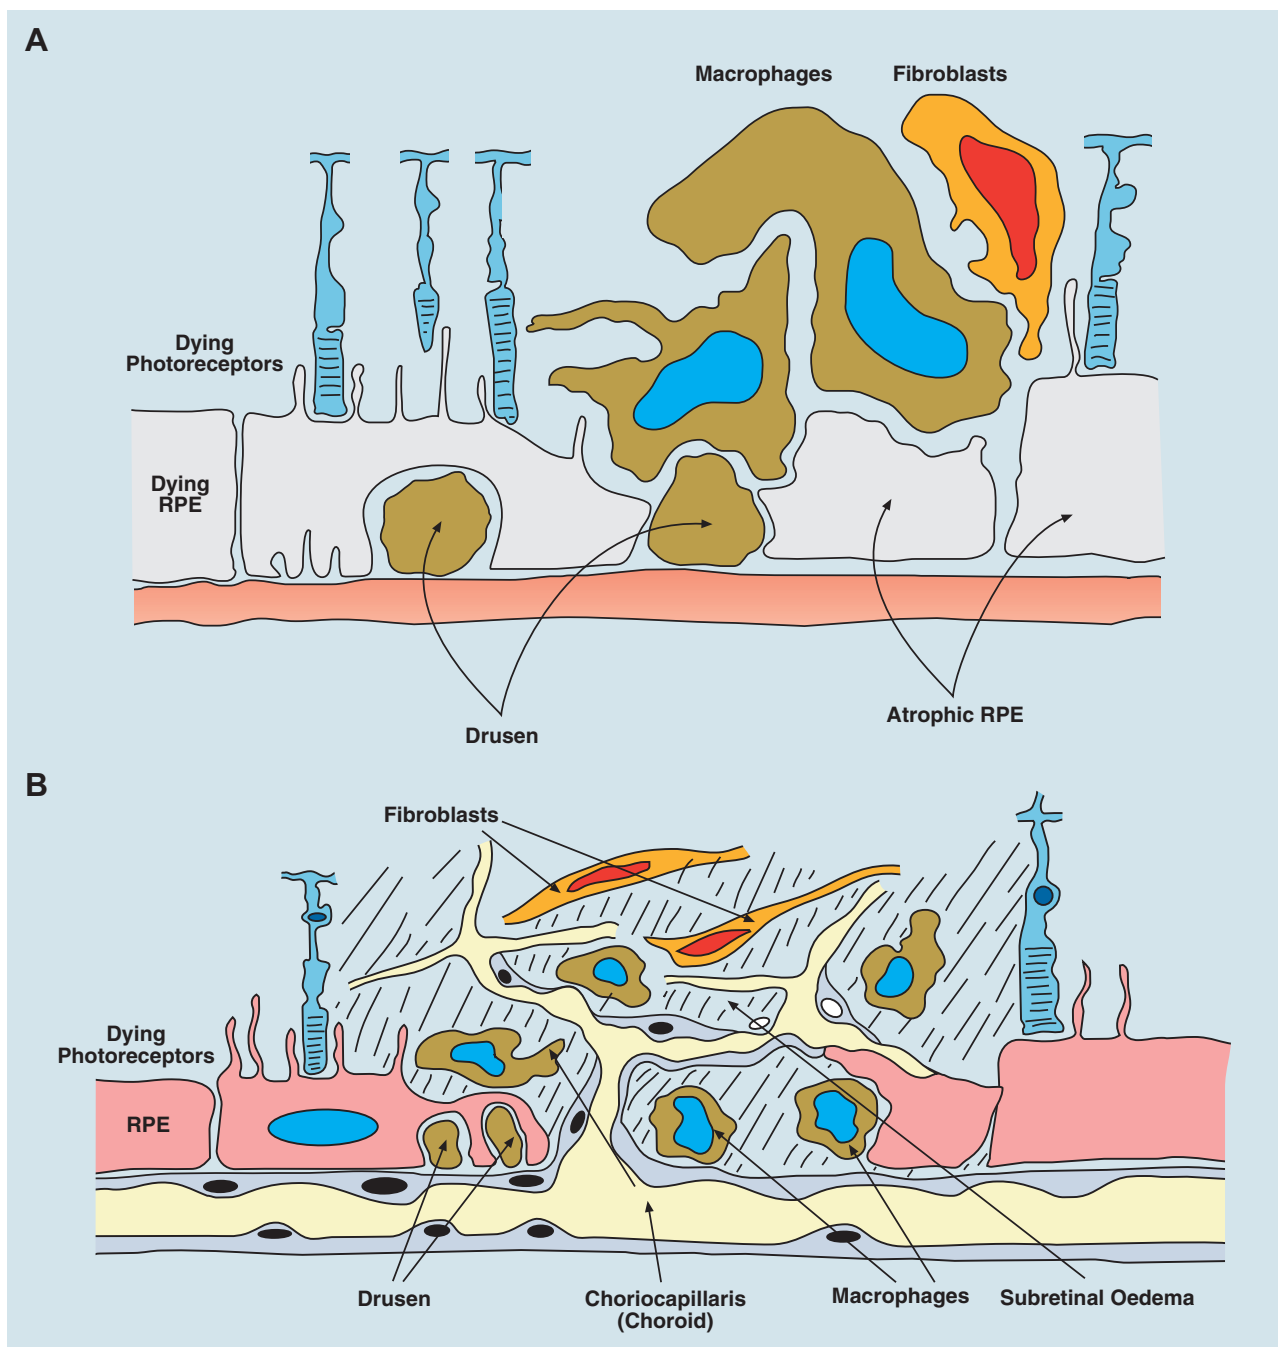 A
Macrophages
Fibroblasts
Dying
Photoreceptors
Dying
RPE
Drusen
Atrophic RPE
B
Fibroblasts
Dying
Photoreceptors
RPE
Drusen
Choriocapillaris
(Choroid)
Macrophages
Subretinal Oedema